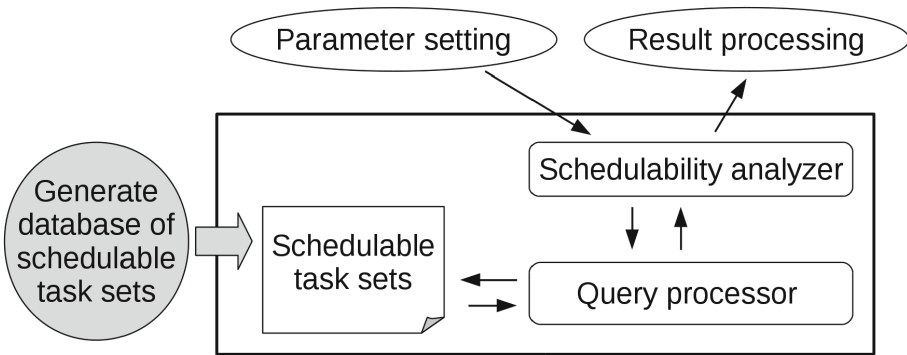 Parameter setting
Result processing
Schedulability analyzer
Generate
database of
schedulable
task sets
Schedulable
task sets
Query processor